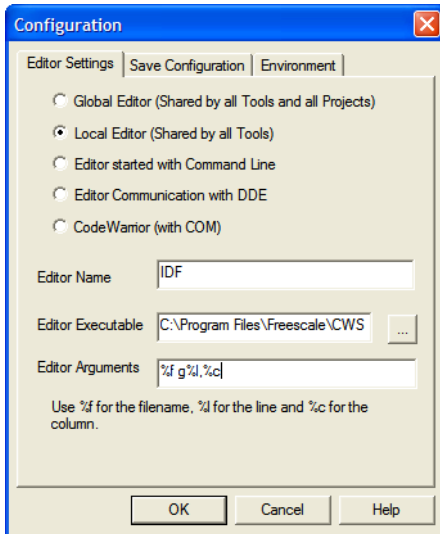 Configuration
Editor Settings Save Configuration Environment
Global Editor (Shared by all Tools and all Projects)
Local Editor (Shared by all Tools)
Editor started with Command Line
Editor Communication with DDE
CodeWarrior (with COM)
Editor Name IDF
Editor Executable C:\Program Files\Freescale\CWS ...
Editor Arguments %f g%l,%c
Use %f for the filename, %l for the line and %c for the
column.
OK Cancel Help